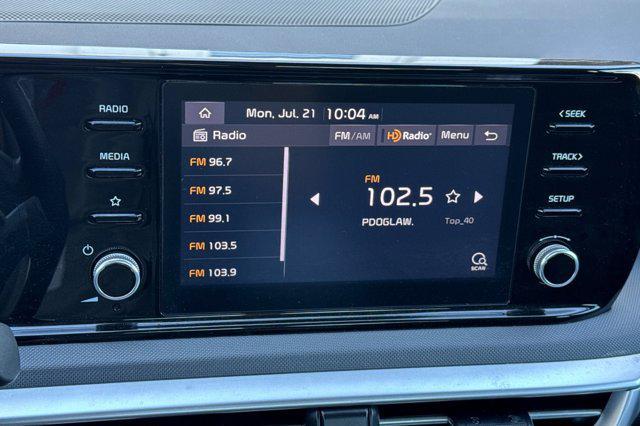 RADIO
MEDIA
Mon, Jul. 21 10:04 AM
Radio FM/AM HD Radio Menu
FM 96.7
FM 97.5
FM 99.1
FM 103.5
FM 103.9
FM
102.5
PDOGLAW.
Top_40
SCAN
<SEEK
TRACK>
SETUP